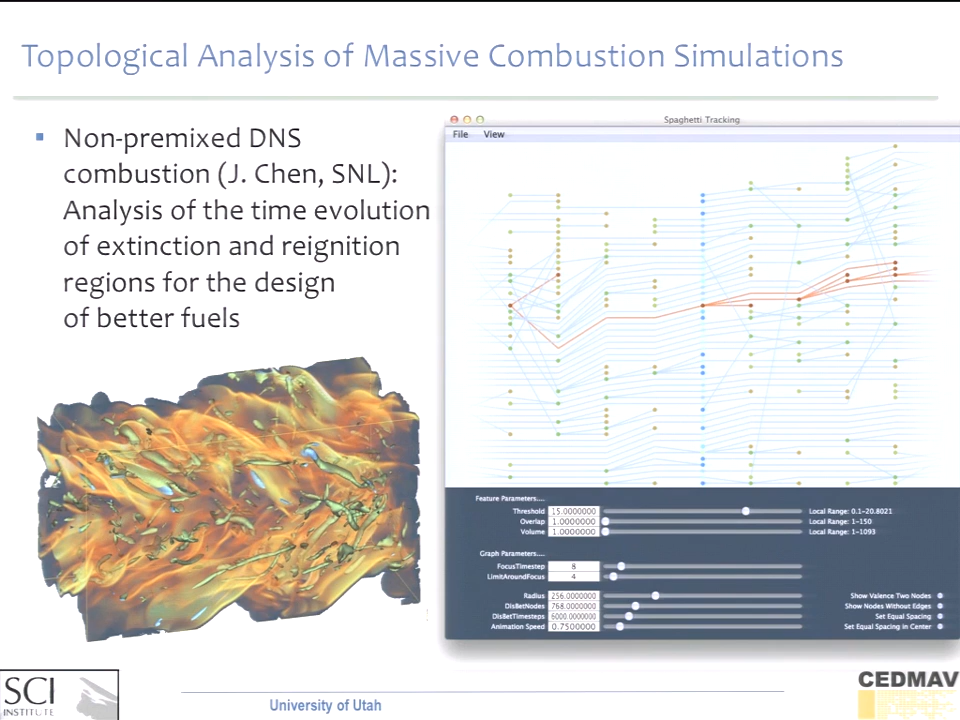 Topological Analysis of Massive Combustion Simulations
▪ Non-premixed DNS
combustion (J. Chen, SNL):
Analysis of the time evolution
of extinction and reignition
regions for the design
of better fuels
Spaghetti Tracking
File View
Feature Parameters....
Threshold 15.0000000 Local Range: 0.1-20.8021
Overlap 1.0000000 Local Range: 1-150
Volume 1.0000000 Local Range: 1-1093
Graph Parameters....
FocusTimestep 8
LimitAroundFocus 4
Radius 256.0000000 Show Valence Two Nodes
DisBetNodes 768.0000000 Show Nodes Without Edges
DisBetTimesteps 6000.0000000 Set Equal Spacing
Animation Speed 0.7500000 Set Equal Spacing in Center
SCI
INSTITUTE
University of Utah
CEDMAV